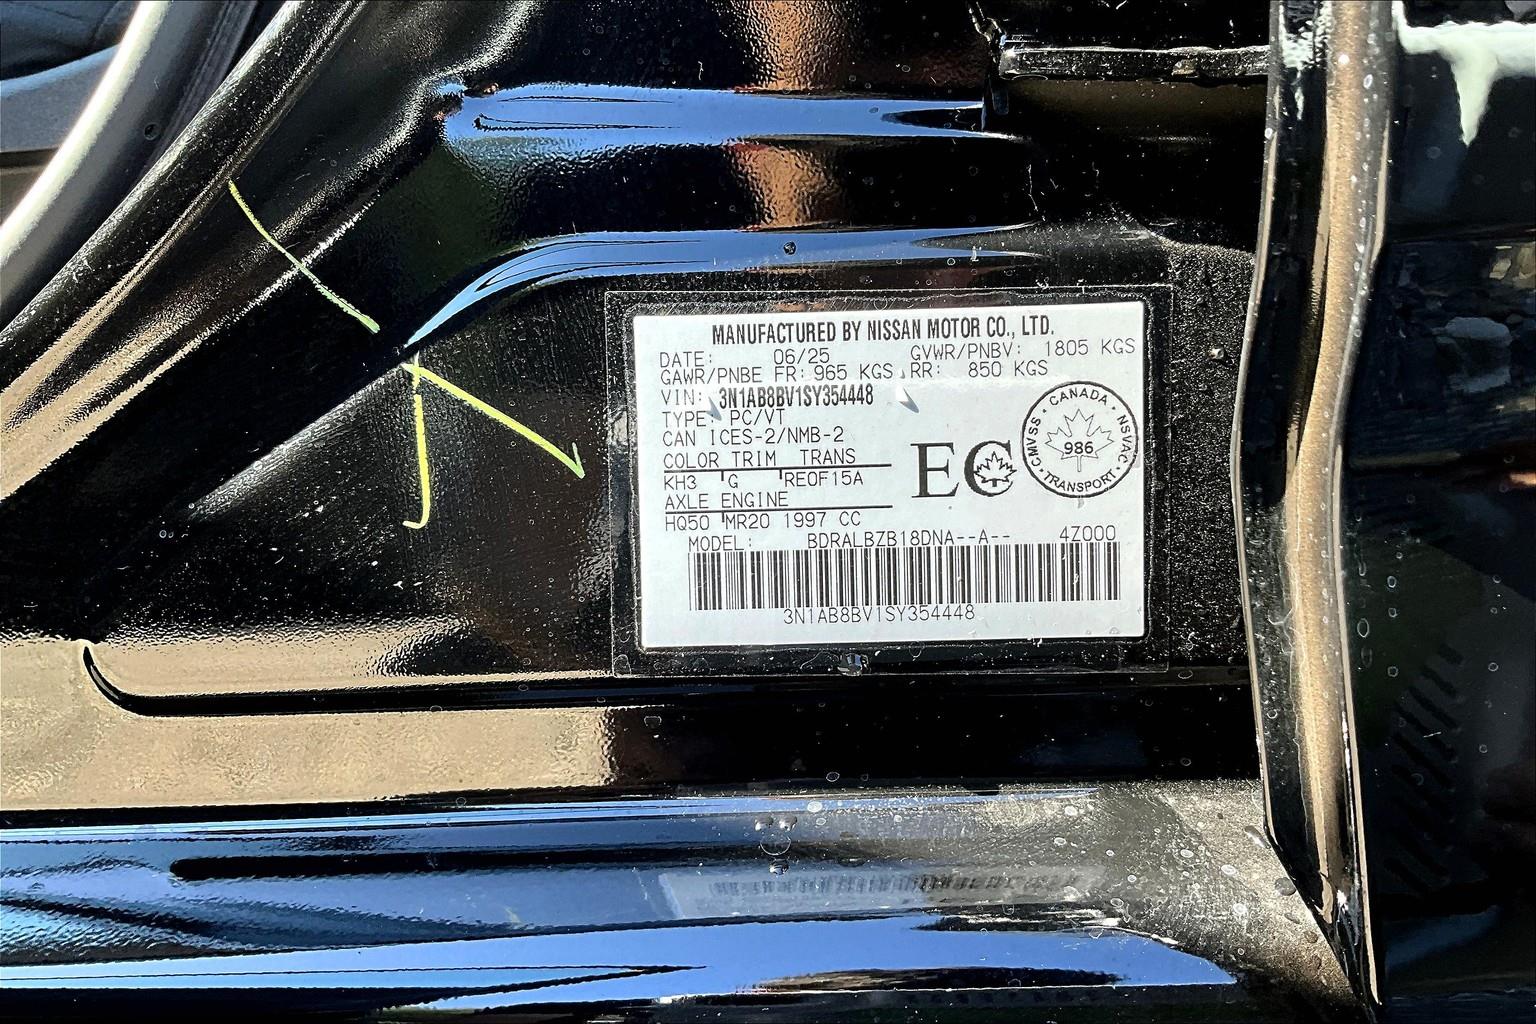 MANUFACTURED BY NISSAN MOTOR CO., LTD.
DATE: 06/25 GVWR/PNBV: 1805 KGS
GAWR/PNBE FR: 965 KGS RR: 850 KGS
VIN: 3N1AB8BV1SY354448
TYPE: PC/VT
CAN ICES-2/NMB-2
COLOR TRIM TRANS
KH3 G RE0F15A
AXLE ENGINE
HQ50 MR20 1997 CC
EC
CANADA · NSVAC · TRANSPORT · CMVSS
986
MODEL: BDRALBZB18DNA--A-- 4Z000
3N1AB8BV1SY354448